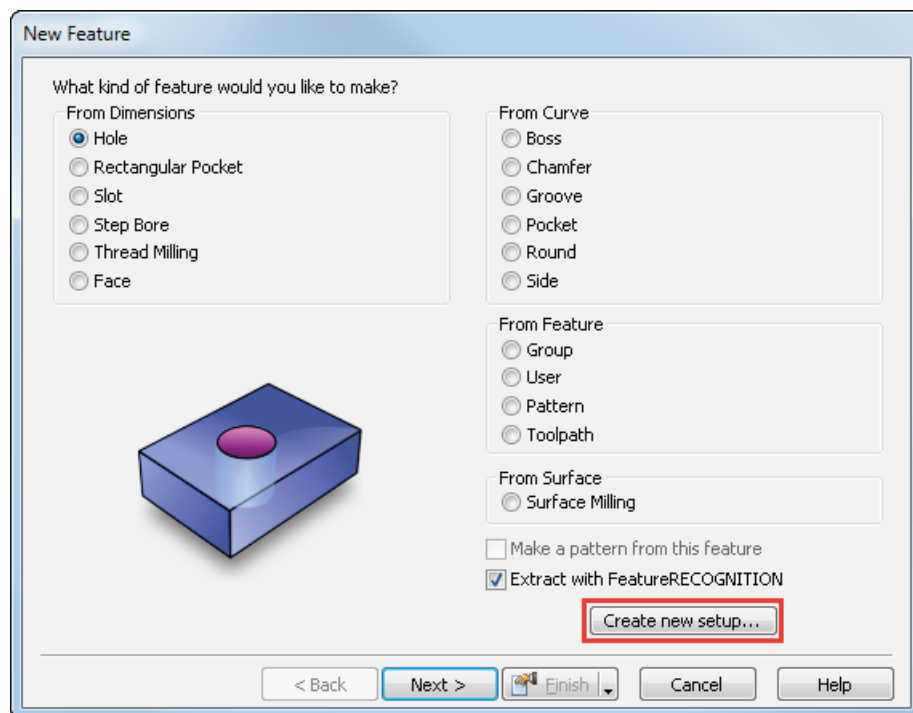 New Feature
What kind of feature would you like to make?
From Dimensions
Hole
Rectangular Pocket
Slot
Step Bore
Thread Milling
Face
From Curve
Boss
Chamfer
Groove
Pocket
Round
Side
From Feature
Group
User
Pattern
Toolpath
From Surface
Surface Milling
Make a pattern from this feature
Extract with FeatureRECOGNITION
Create new setup...
< Back Next > Finish Cancel Help